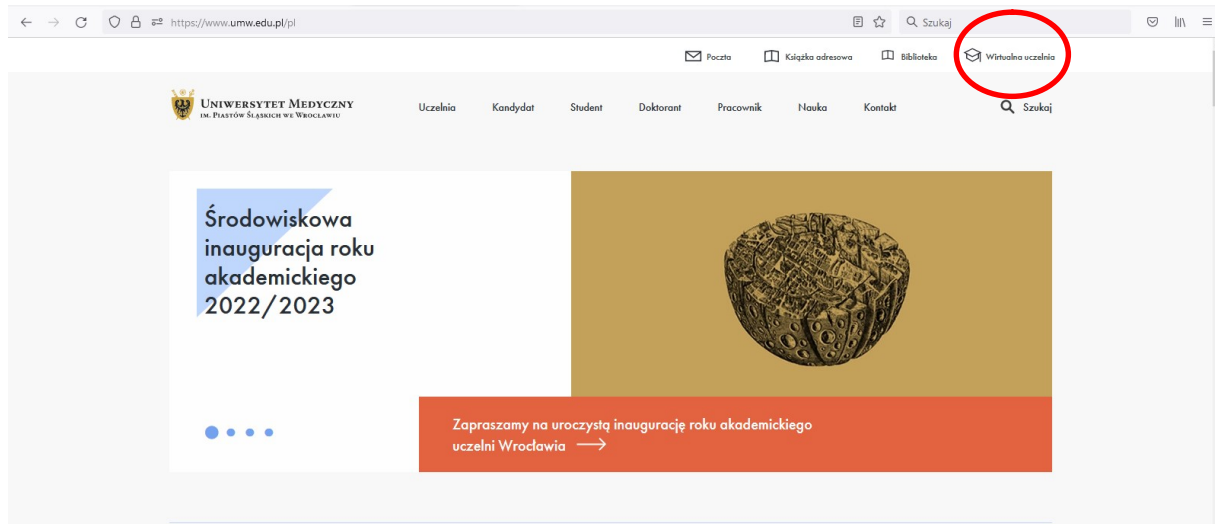 https://www.umw.edu.pl/pl
Szukaj
Poczta
Książka adresowa
Biblioteka
Wirtualna uczelnia
UNIWERSYTET MEDYCZNY
IM. PIASTÓW ŚLĄSKICH WE WROCŁAWIU
Uczelnia
Kandydat
Student
Doktorant
Pracownik
Nauka
Kontakt
Szukaj
Środowiskowa
inauguracja roku
akademickiego
2022/2023
Zapraszamy na uroczystą inaugurację roku akademickiego
uczelni Wrocławia